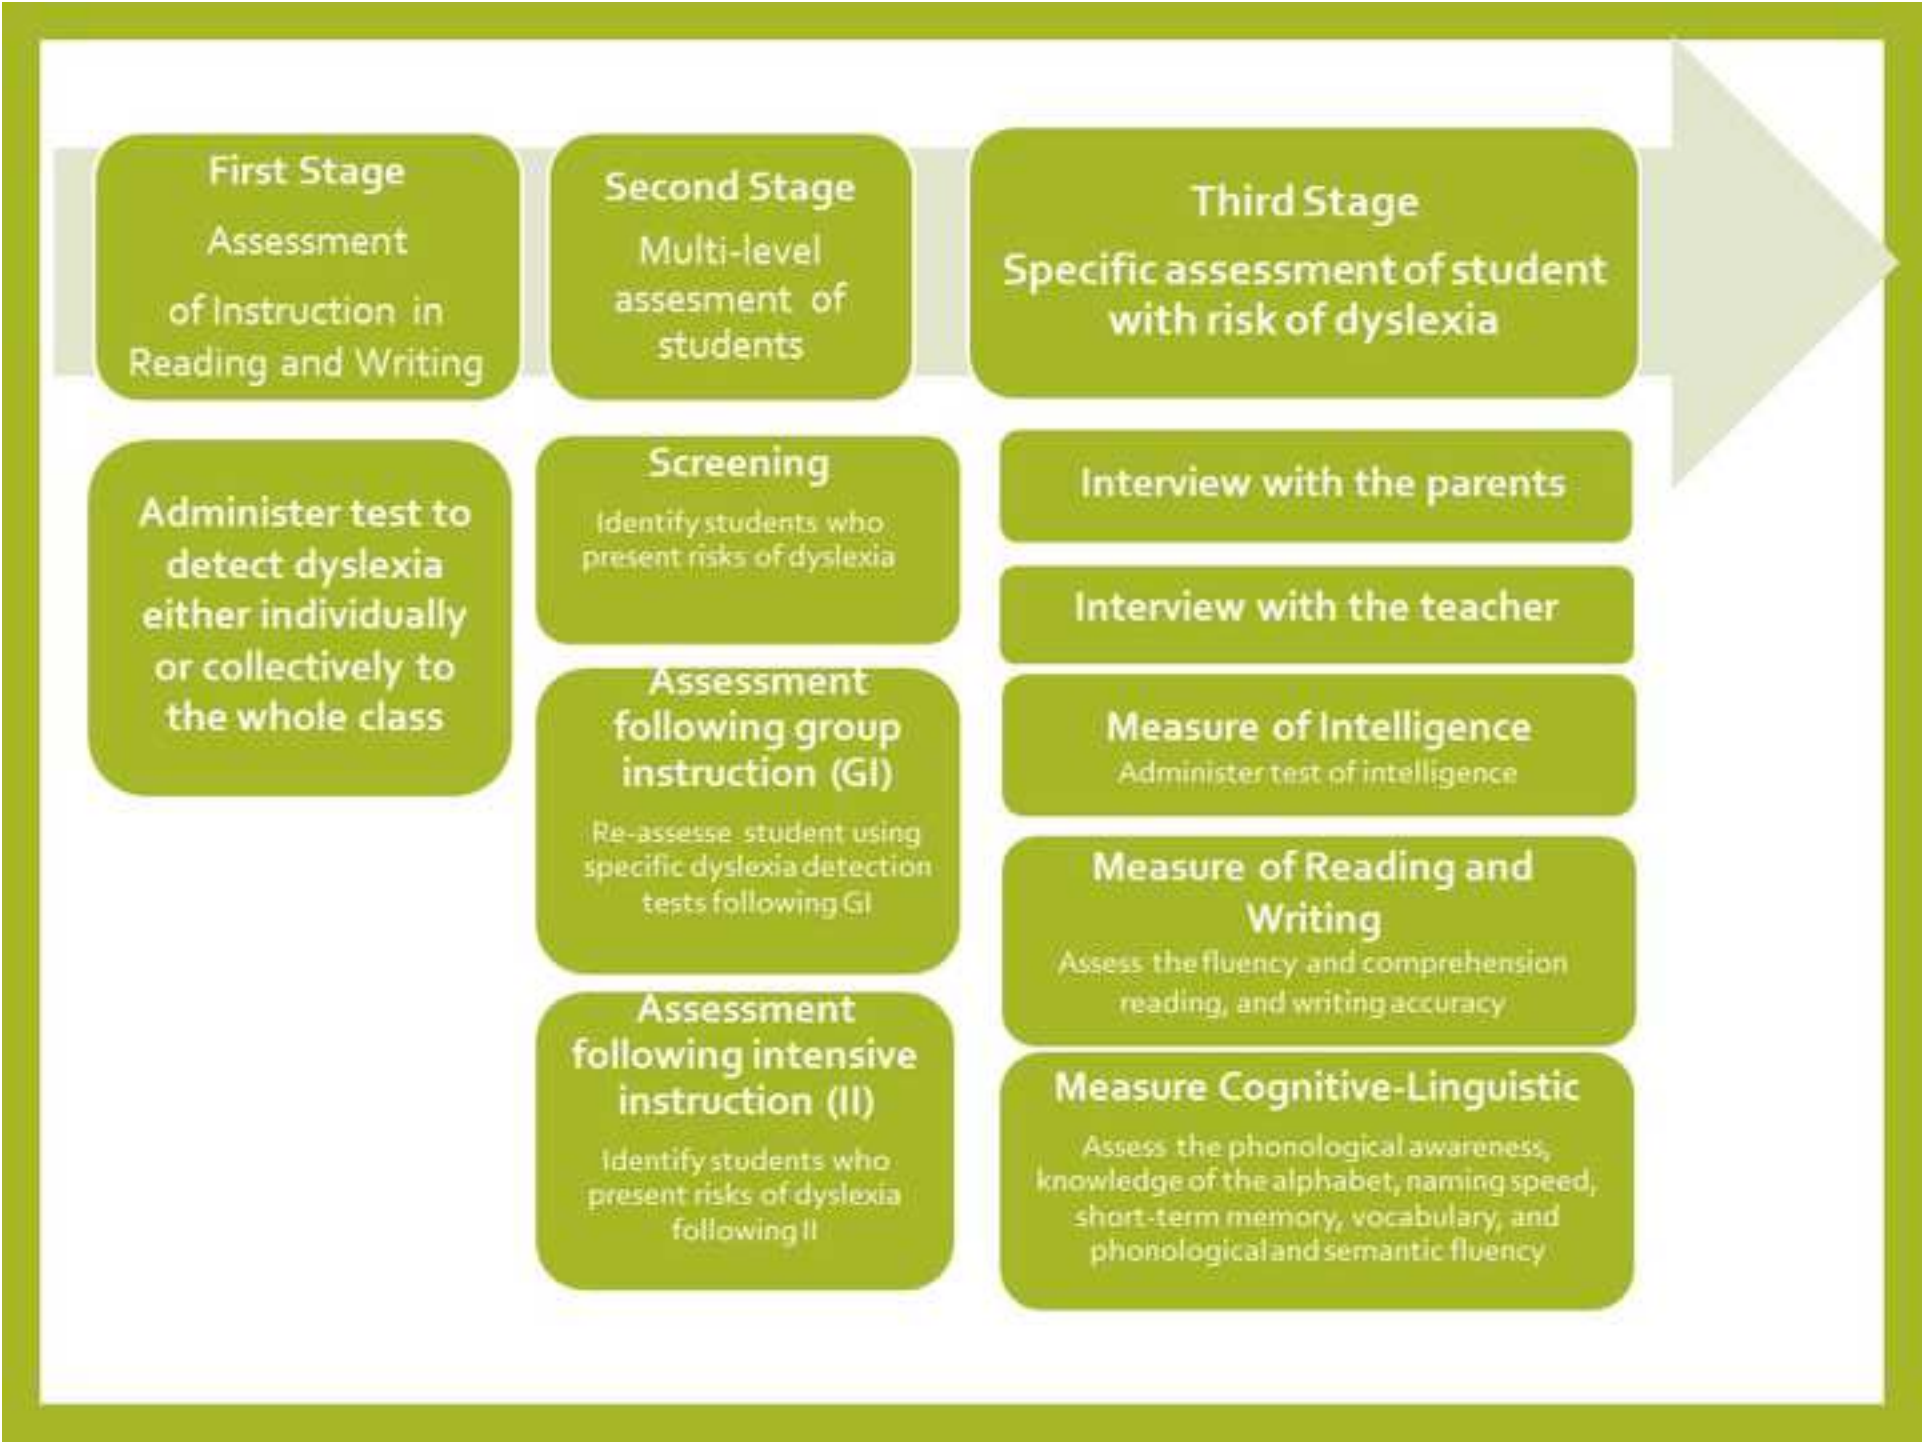 First Stage
Assessment
of Instruction in
Reading and Writing
Second Stage
Multi-level
assesment of
students
Third Stage
Specific assessment of student
with risk of dyslexia
Administer test to
detect dyslexia
either individually
or collectively to
the whole class
Screening
Identify students who
present risks of dyslexia
Assessment
following group
instruction (GI)
Re-assesse student using
specific dyslexia detection
tests following GI
Assessment
following intensive
instruction (II)
Identify students who
present risks of dyslexia
following II
Interview with the parents
Interview with the teacher
Measure of Intelligence
Administer test of intelligence
Measure of Reading and
Writing
Assess the fluency and comprehension
reading, and writing accuracy
Measure Cognitive-Linguistic
Assess the phonological awareness,
knowledge of the alphabet, naming speed,
short-term memory, vocabulary, and
phonological and semantic fluency